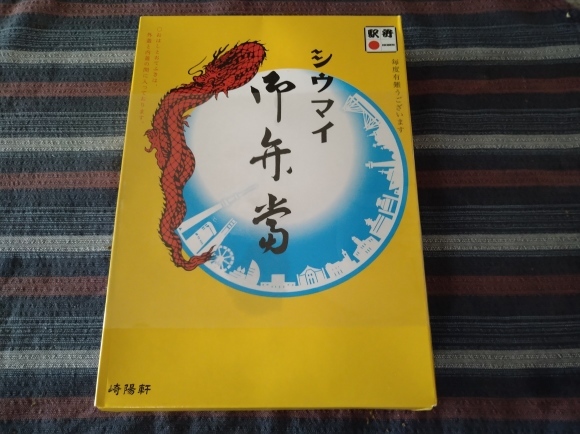 シウマイ
御弁當
駅弁
毎度有難うございます
崎陽軒